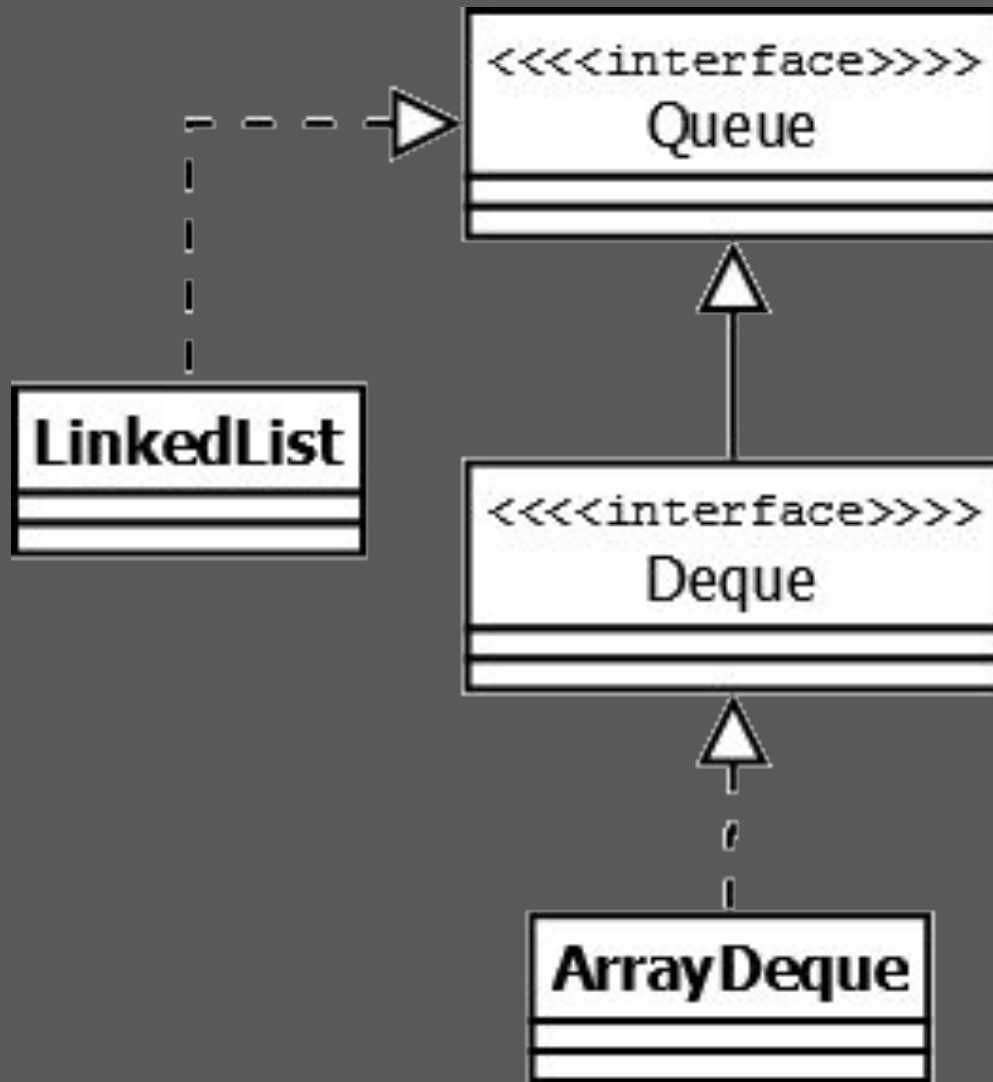 <<<<interface>>>>
Queue
LinkedList
<<<<interface>>>>
Deque
ArrayDeque